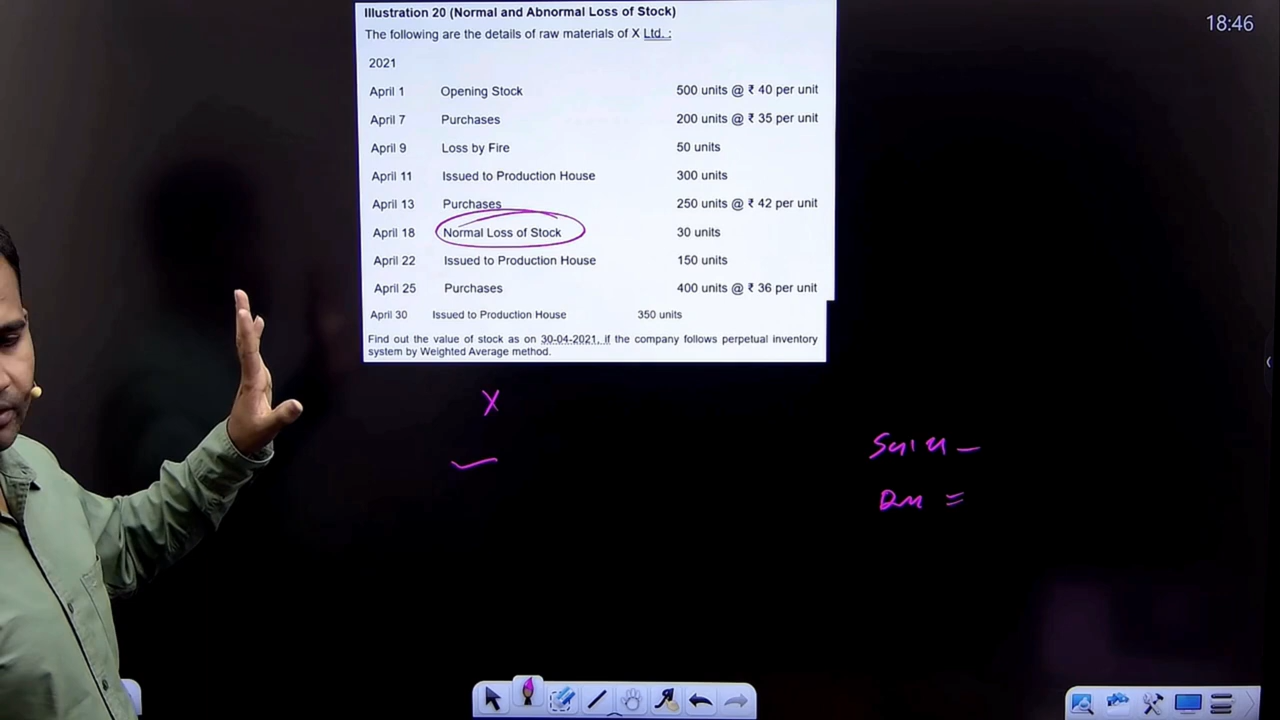 Illustration 20 (Normal and Abnormal Loss of Stock)
18:46
The following are the details of raw materials of X Ltd. :
2021
April 1 Opening Stock 500 units @ ₹ 40 per unit
April 7 Purchases 200 units @ ₹ 35 per unit
April 9 Loss by Fire 50 units
April 11 Issued to Production House 300 units
April 13 Purchases 250 units @ ₹ 42 per unit
April 18 Normal Loss of Stock 30 units
April 22 Issued to Production House 150 units
April 25 Purchases 400 units @ ₹ 36 per unit
April 30 Issued to Production House 350 units
Find out the value of stock as on 30-04-2021, if the company follows perpetual inventory
system by Weighted Average method.
X